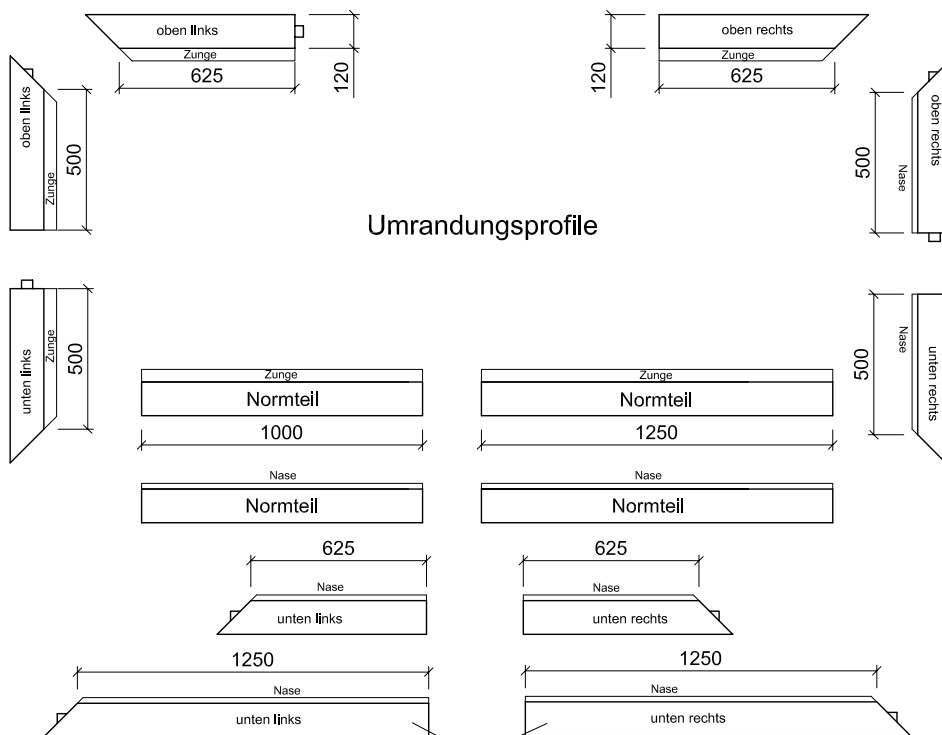 oben links
oben rechts
Zunge
Zunge
625
120
120
625
oben links
Zunge
500
500
Nase
oben rechts
Umrandungsprofile
unten links
Zunge
500
500
Nase
unten rechts
Zunge
Zunge
Normteil
Normteil
1000
1250
Nase
Nase
Normteil
Normteil
625
625
Nase
Nase
unten links
unten rechts
1250
1250
Nase
Nase
unten links
unten rechts